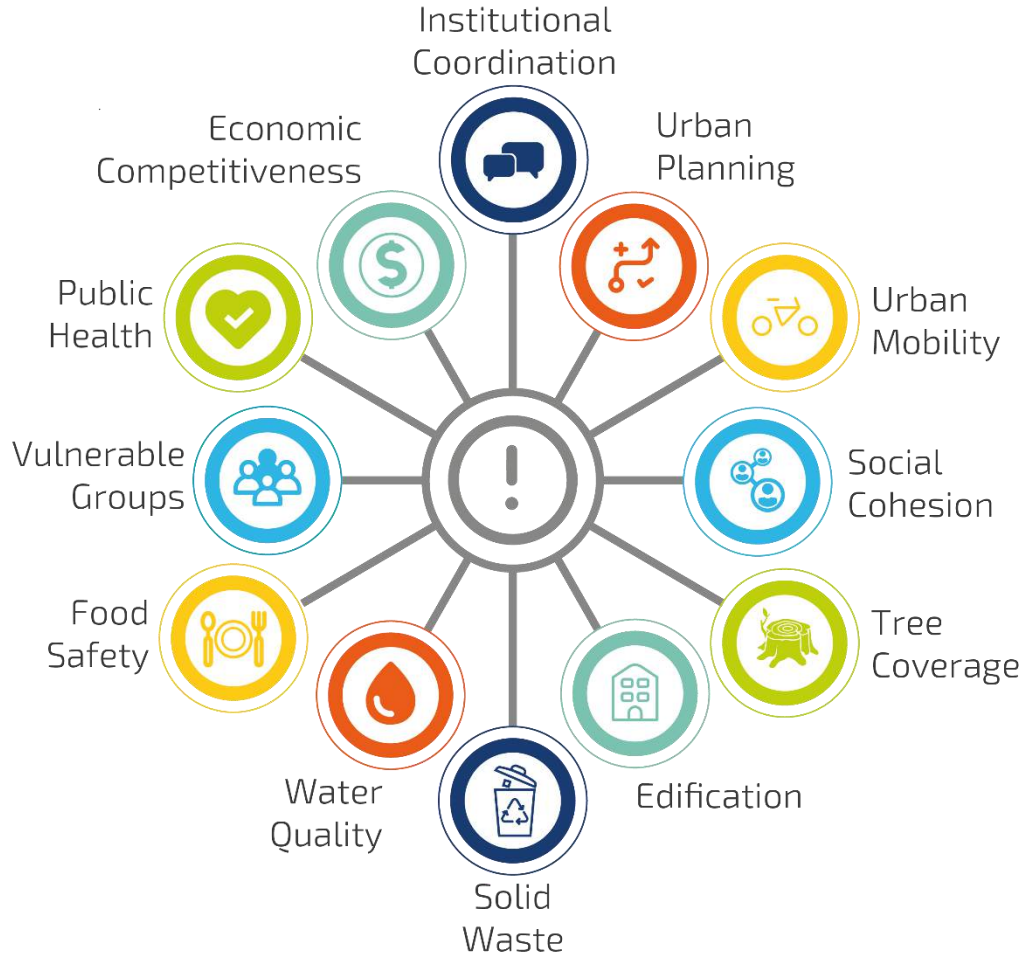 Institutional
Coordination
Urban
Planning
Urban
Mobility
Social
Cohesion
Tree
Coverage
Edification
Solid
Waste
Water
Quality
Food
Safety
Vulnerable
Groups
Public
Health
Economic
Competitiveness
$
!